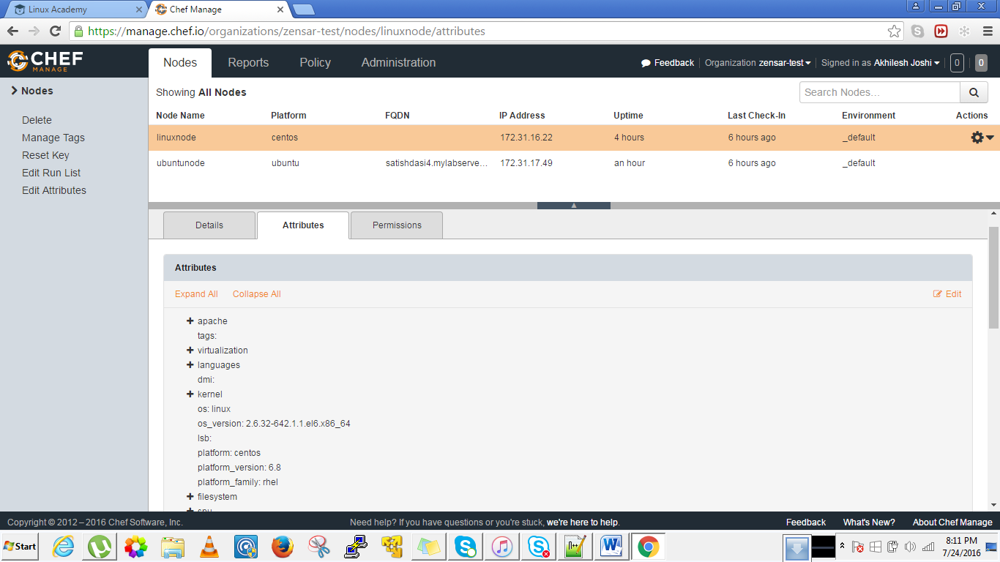 Linux Academy
Chef Manage
https://manage.chef.io/organizations/zensar-test/nodes/linuxnode/attributes
CHEF
MANAGE
Nodes Reports Policy Administration
Feedback Organization zensar-test Signed in as Akhilesh Joshi 0 0
Nodes
Delete
Manage Tags
Reset Key
Edit Run List
Edit Attributes
Showing All Nodes
Search Nodes...
Node Name Platform FQDN IP Address Uptime Last Check-In Environment Actions
linuxnode centos 172.31.16.22 4 hours 6 hours ago _default
ubuntunode ubuntu satishdasi4.mylabserve... 172.31.17.49 an hour 6 hours ago _default
Details Attributes Permissions
Attributes
Expand All Collapse All Edit
apache
tags:
virtualization
languages
dmi:
kernel
os: linux
os_version: 2.6.32-642.1.1.el6.x86_64
lsb:
platform: centos
platform_version: 6.8
platform_family: rhel
filesystem
Copyright © 2012 – 2016 Chef Software, Inc.
Need help? If you have questions or you're stuck, we're here to help.
Feedback What's New? About Chef Manage
Start
8:11 PM
7/24/2016